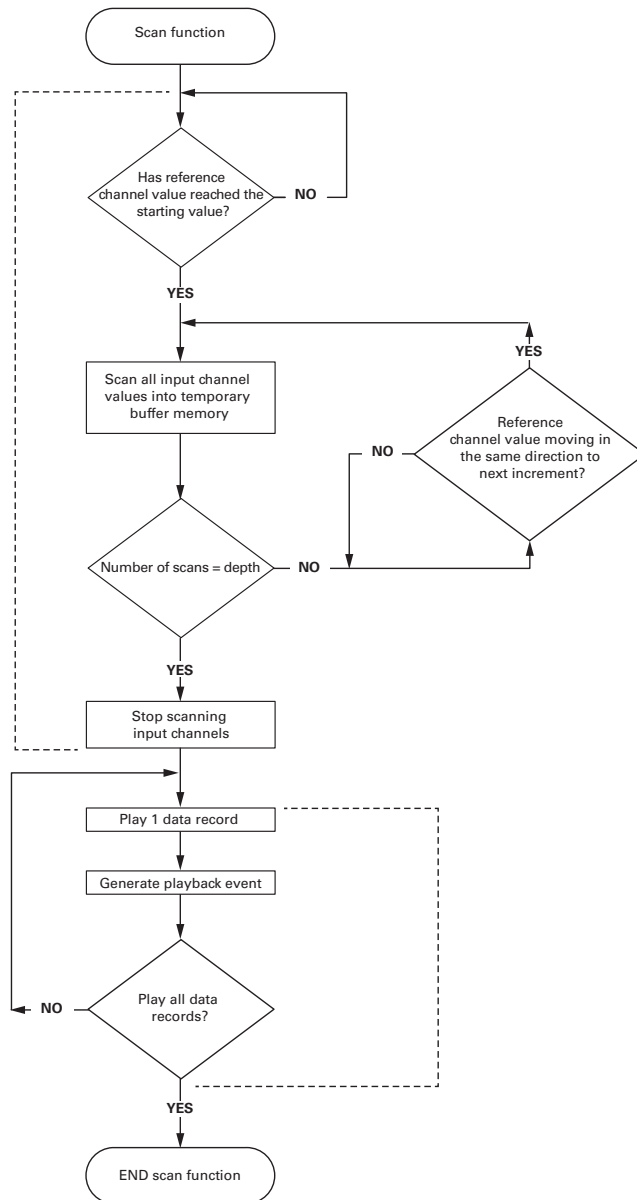 Scan function
Has reference
channel value reached the
starting value?
NO
YES
YES
Scan all input channel
values into temporary
buffer memory
Reference
channel value moving in
the same direction to
next increment?
NO
Number of scans = depth
NO
YES
Stop scanning
input channels
Play 1 data record
Generate playback event
Play all data
records?
NO
YES
END scan function